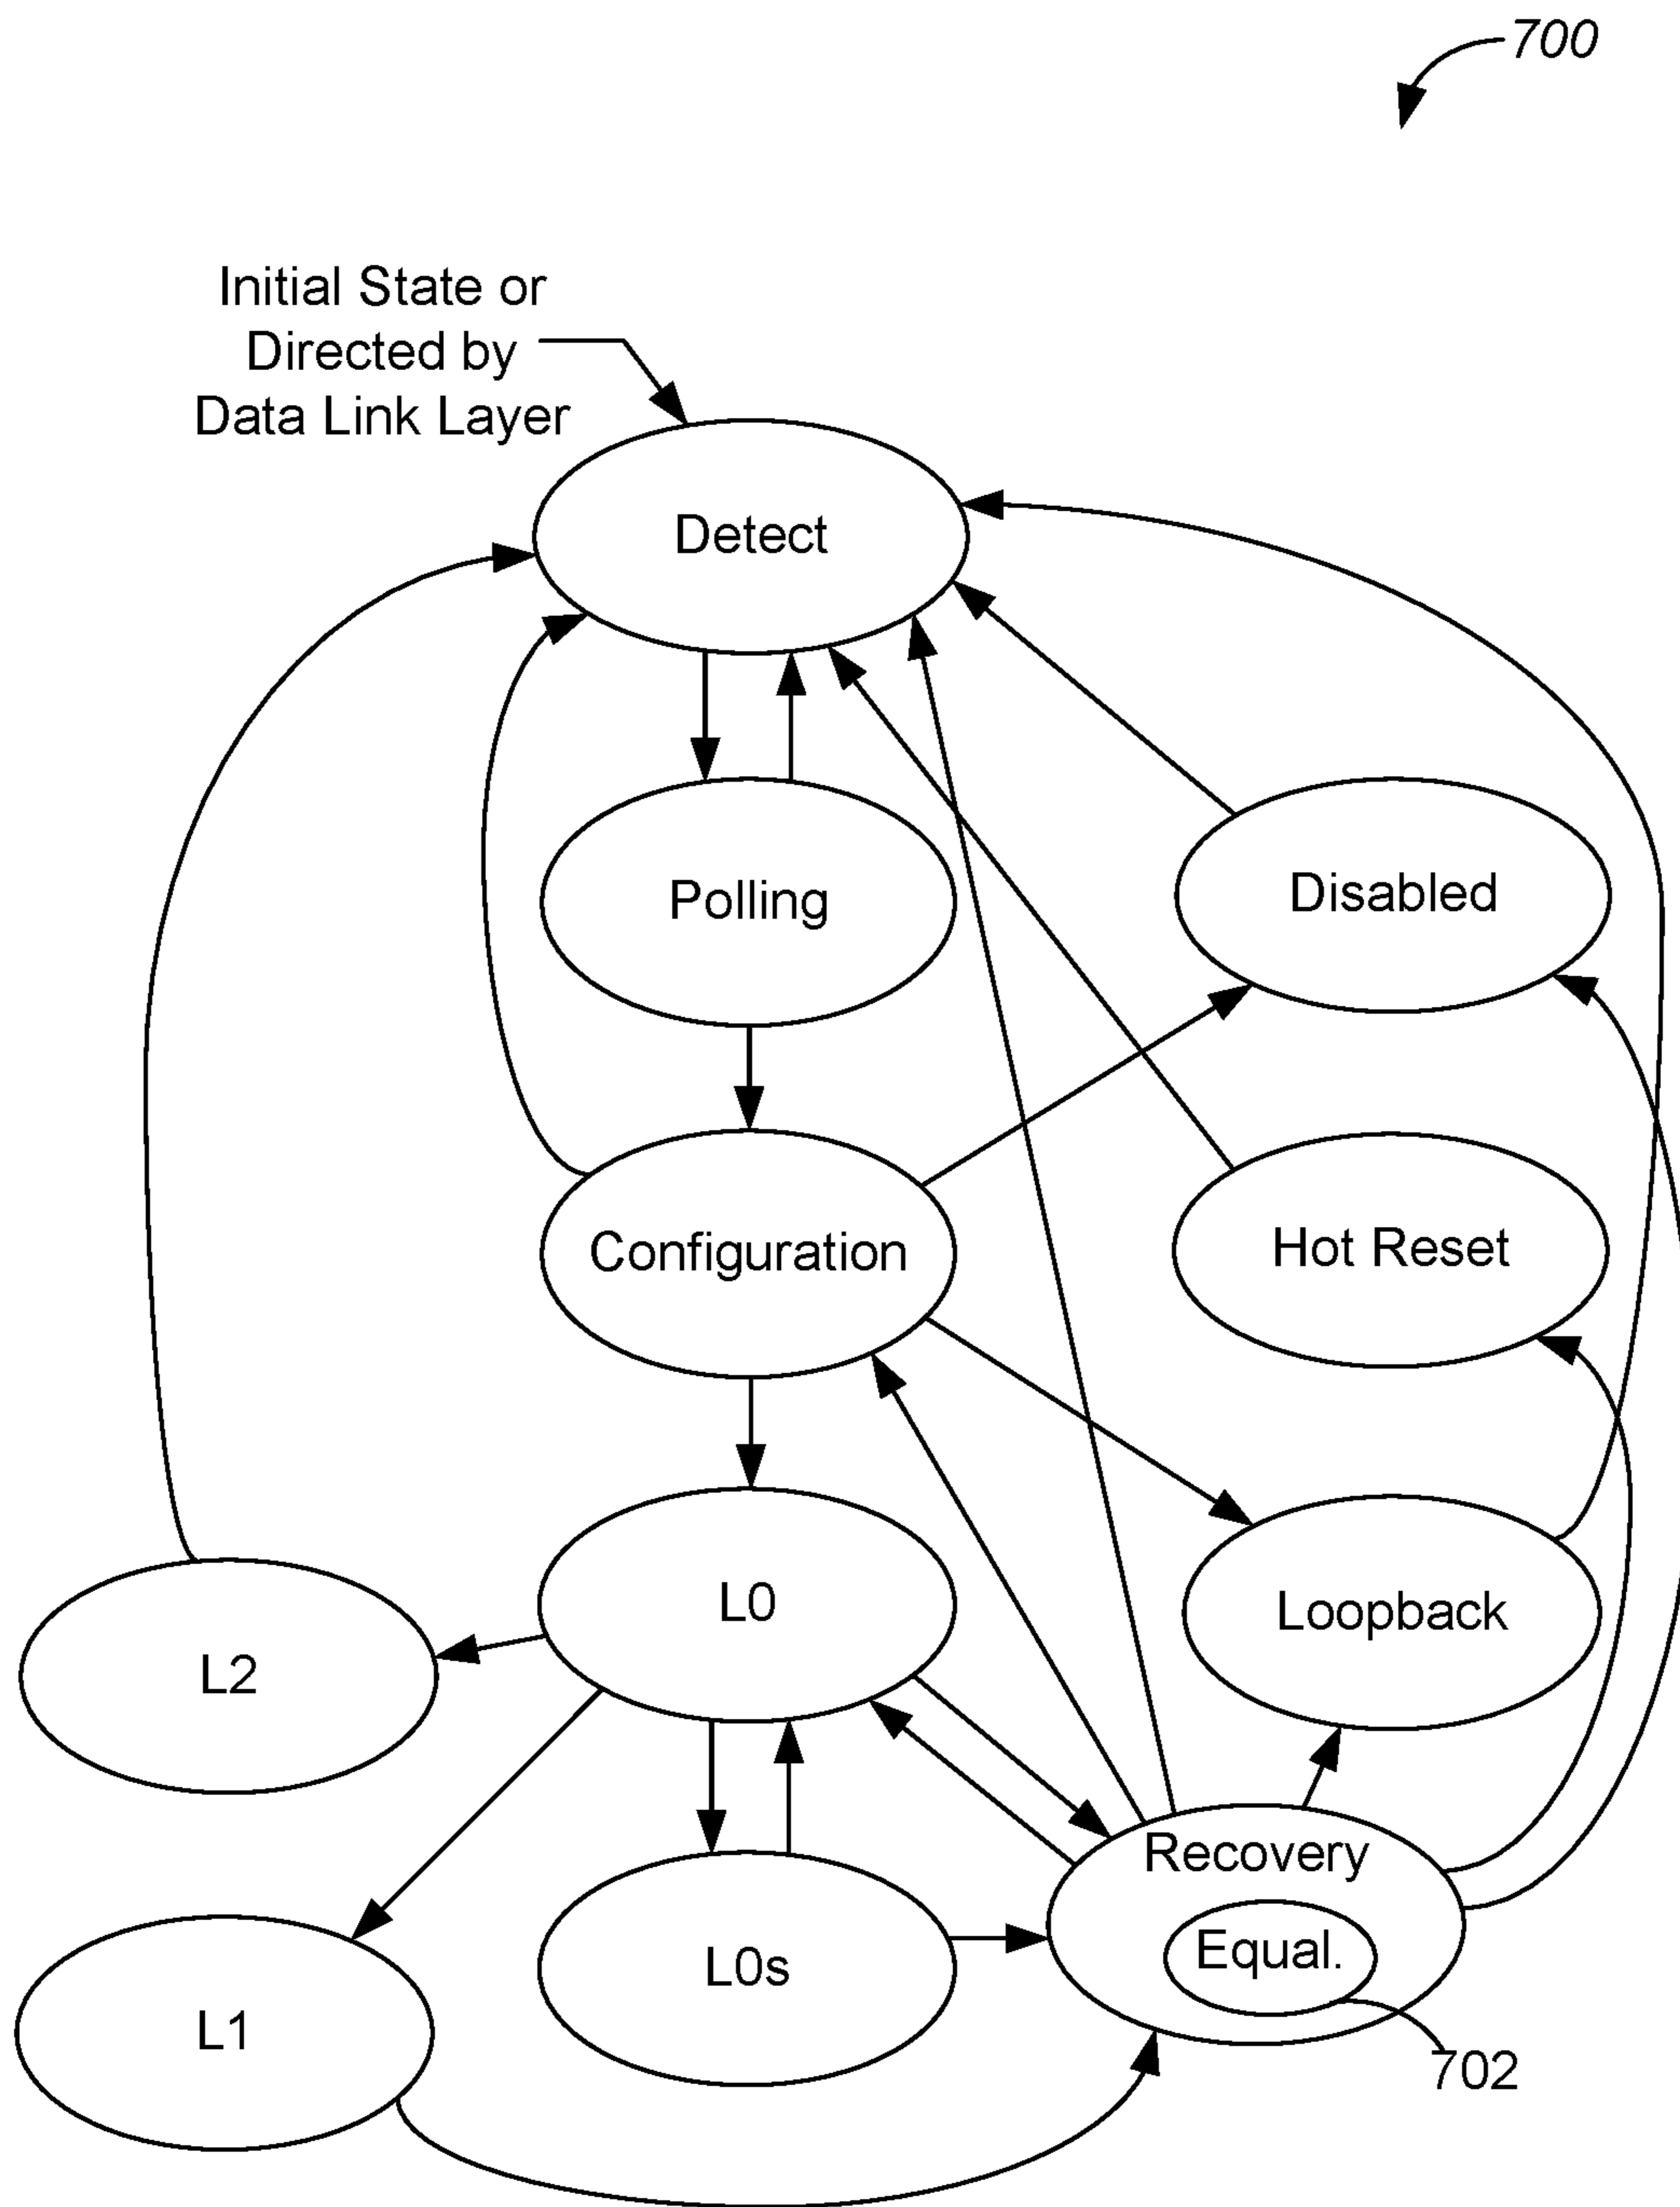 700
Initial State or
Directed by
Data Link Layer
Detect
Polling
Disabled
Configuration
Hot Reset
L0
Loopback
L2
Recovery
Equal.
L0s
L1
702